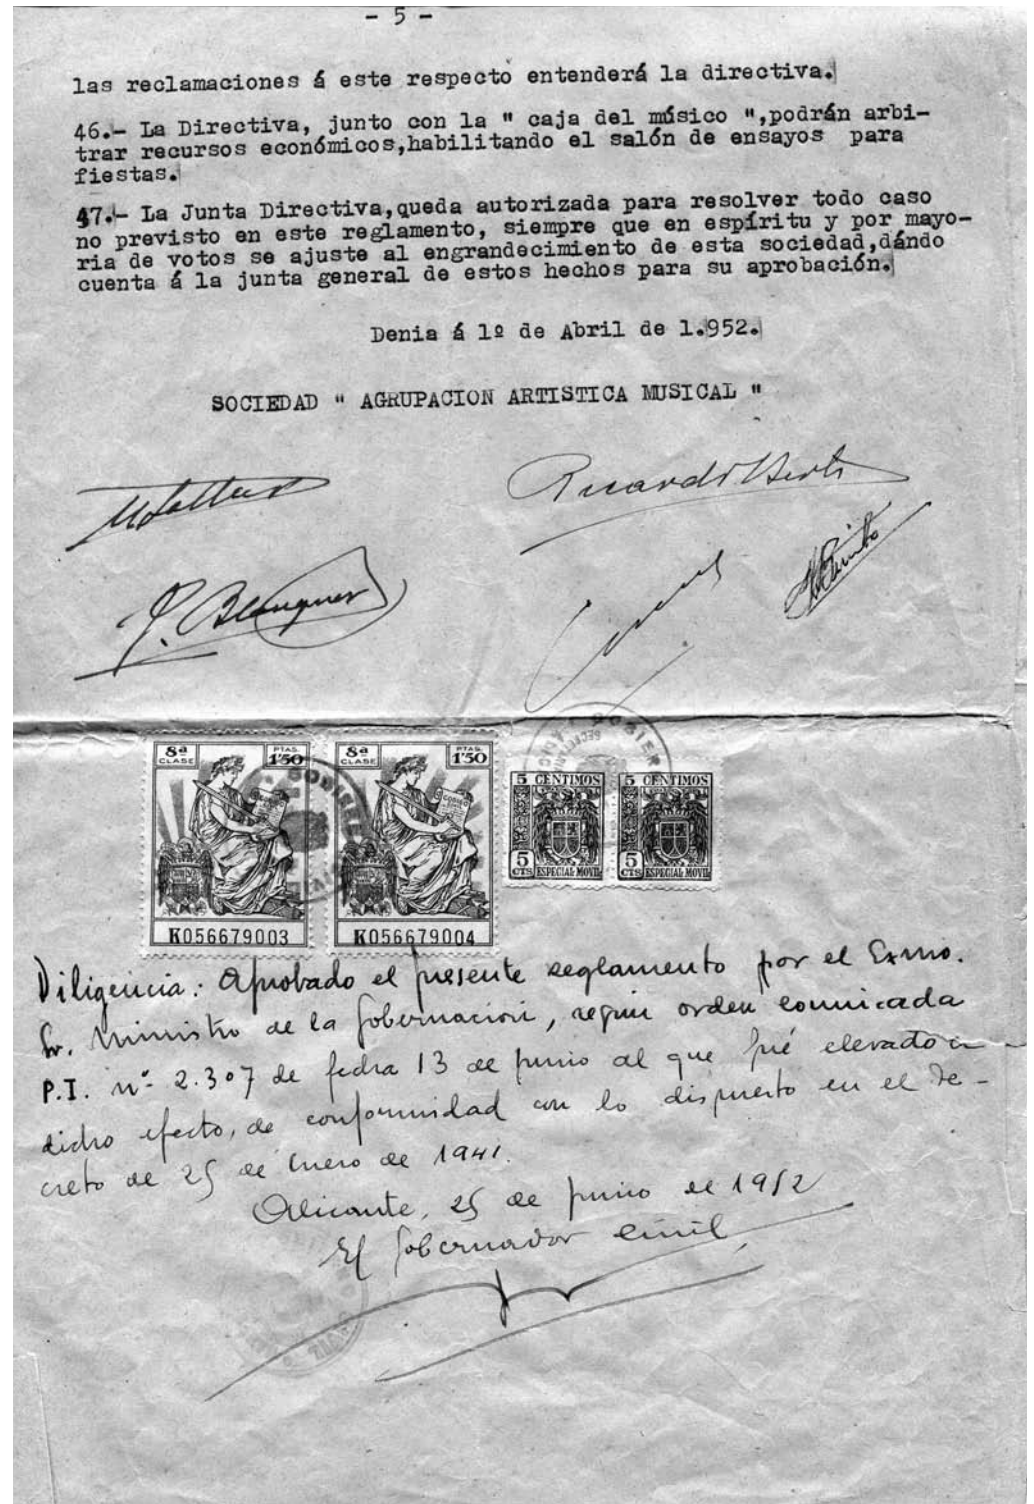 - 5 -
las reclamaciones á este respecto entenderá la directiva.
46.- La Directiva, junto con la " caja del músico ",podrán arbi-
trar recursos económicos,habilitando el salón de ensayos para
fiestas.
47.- La Junta Directiva,queda autorizada para resolver todo caso
no previsto en este reglamento, siempre que en espíritu y por mayo-
ria de votos se ajuste al engrandecimiento de esta sociedad,dándo
cuenta á la junta general de estos hechos para su aprobación.
Denia á 1º de Abril de 1.952.
SOCIEDAD " AGRUPACION ARTISTICA MUSICAL "
Ricardo
8ª CLASE PTAS. 1'50
8ª CLASE PTAS. 1'50
5 CENTIMOS
5 CENTIMOS
5 CTS ESPECIAL MOVIL
5 CTS ESPECIAL MOVIL
K056679003
K056679004
Diligencia: Aprobado el presente reglamento por el Exmo.
Sr. Ministro de la Gobernación, según orden comunicada
P.I. nº 2.307 de fecha 13 de junio al que fué elevado a
dicho efecto, de conformidad con lo dispuesto en el De-
creto de 25 de Enero de 1941.
Alicante, 25 de junio de 1952
El Gobernador Civil,